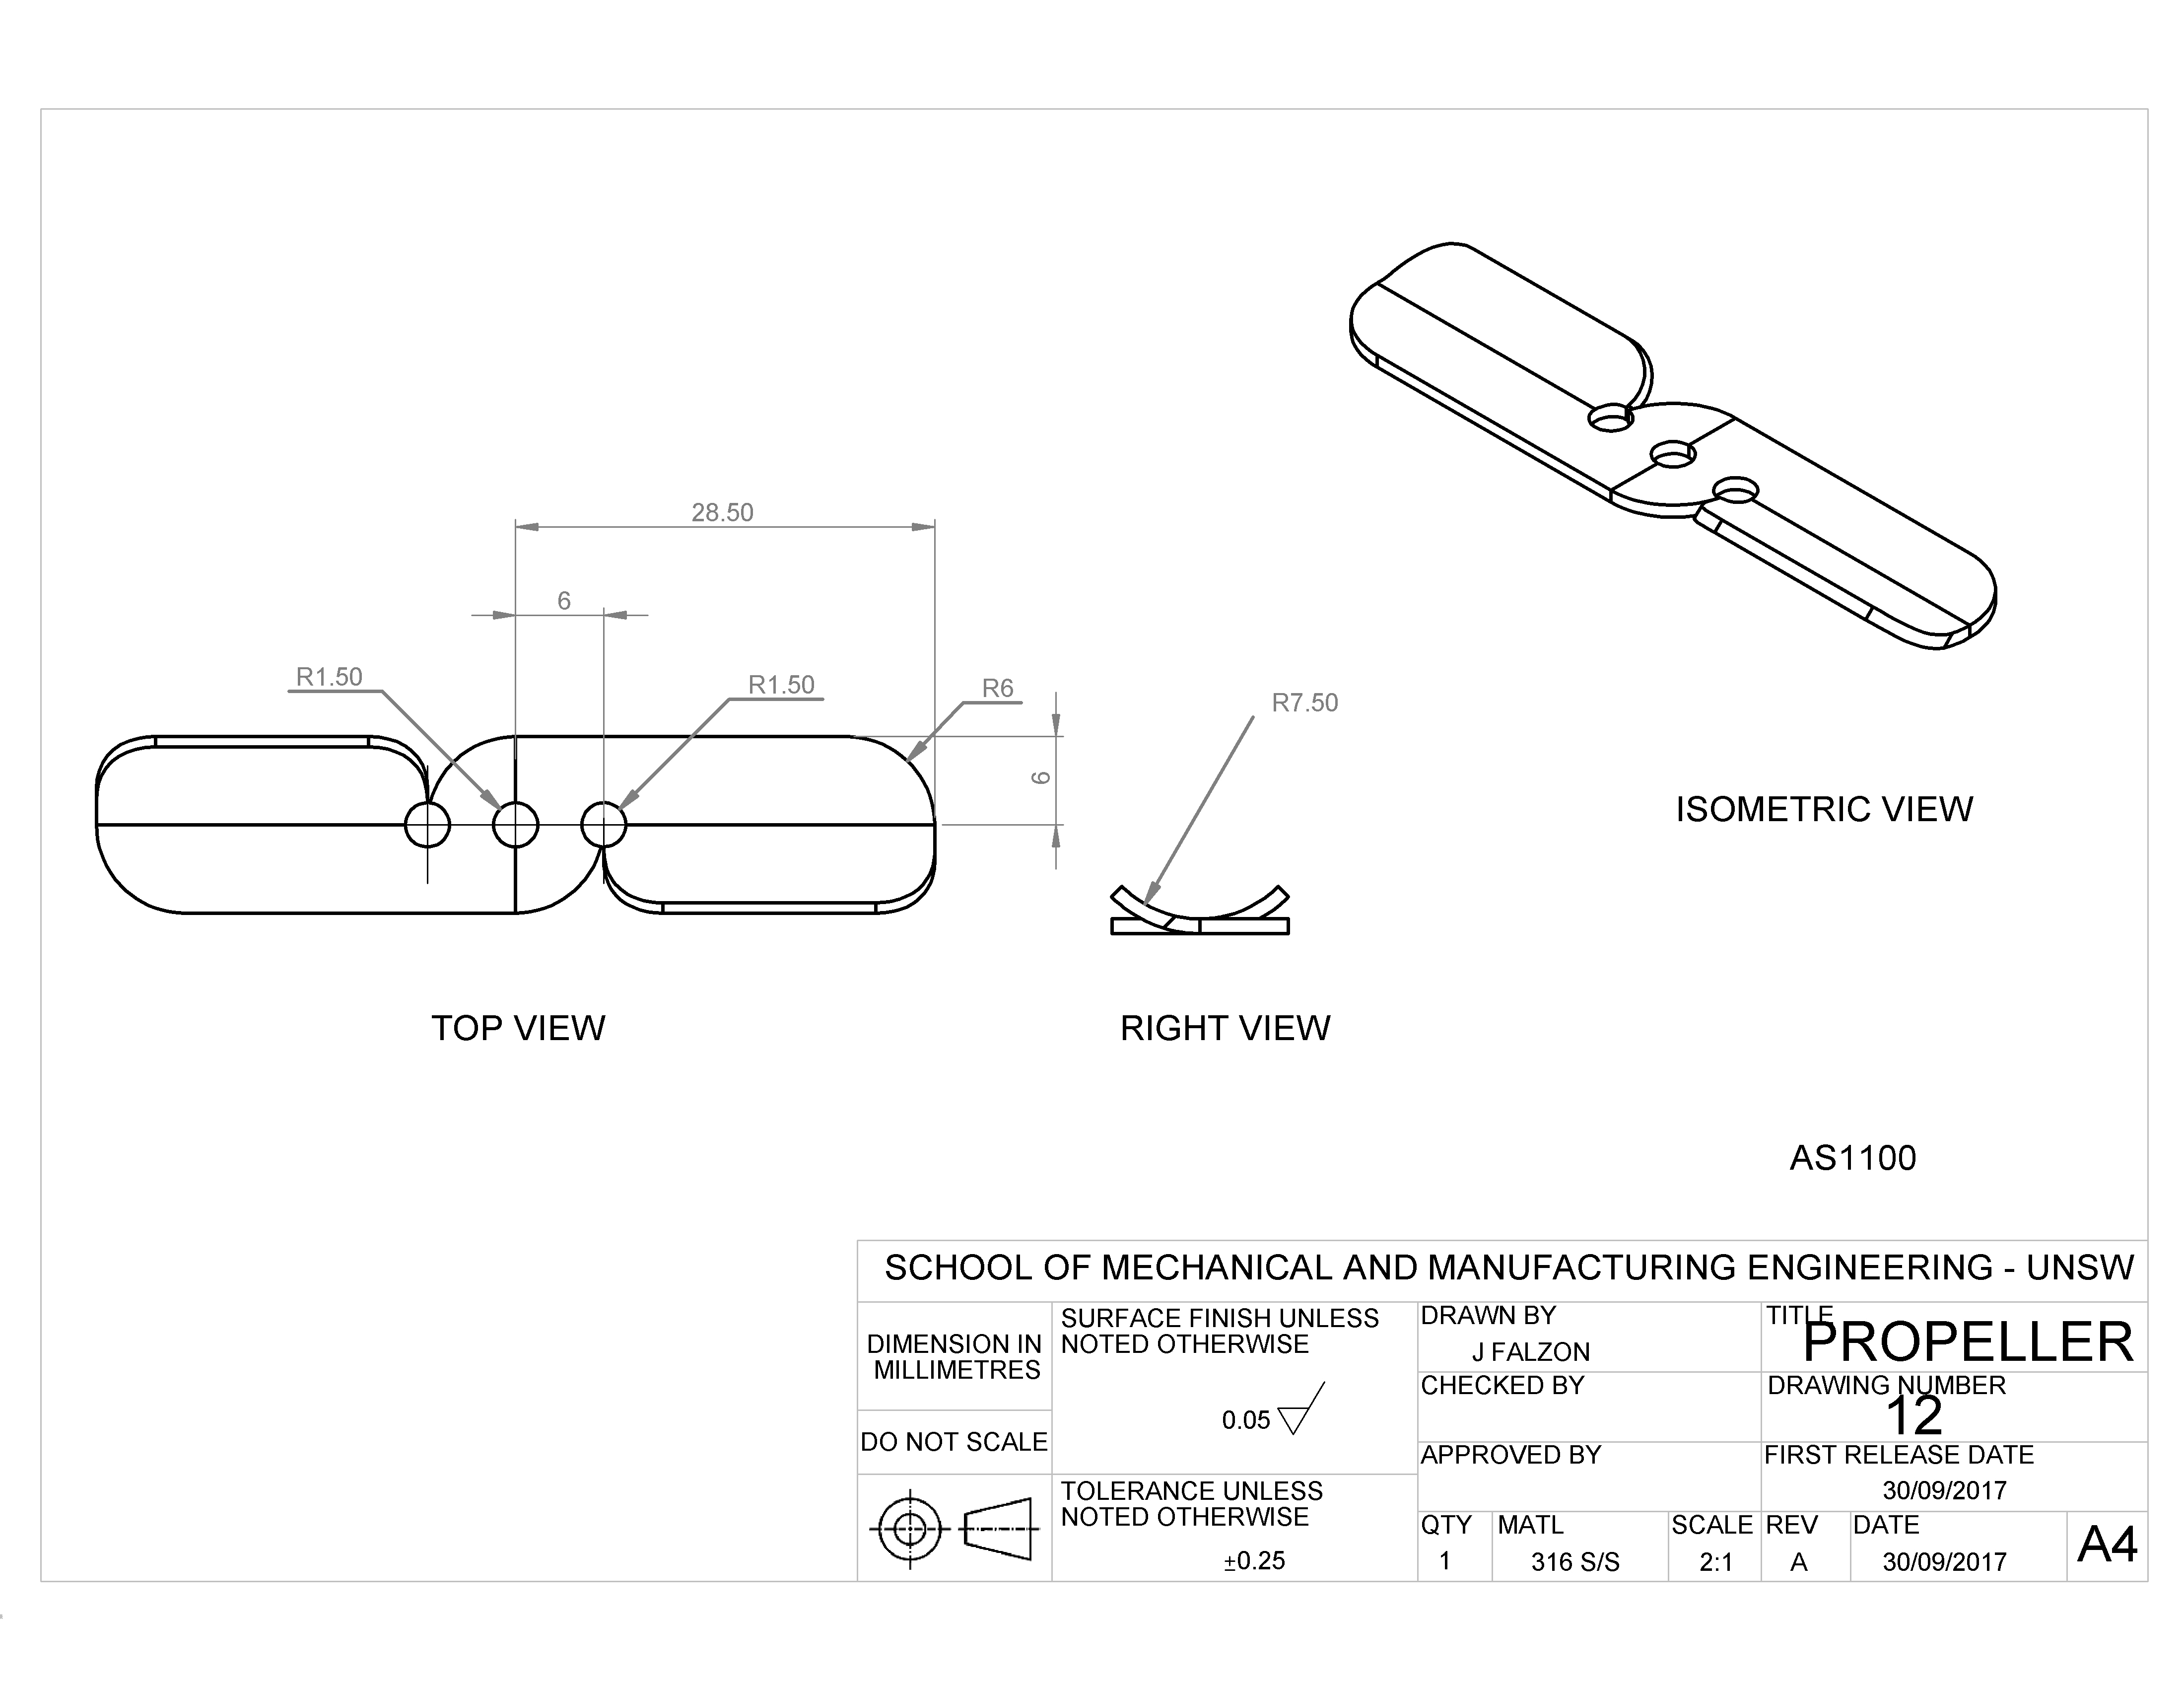 28.50
6
R1.50
R1.50
R6
R7.50
6
ISOMETRIC VIEW
TOP VIEW
RIGHT VIEW
AS1100
SCHOOL OF MECHANICAL AND MANUFACTURING ENGINEERING - UNSW
DIMENSION IN
MILLIMETRES
DO NOT SCALE
SURFACE FINISH UNLESS
NOTED OTHERWISE
0.05
TOLERANCE UNLESS
NOTED OTHERWISE
±0.25
DRAWN BY
J FALZON
CHECKED BY
APPROVED BY
TITLE
PROPELLER
DRAWING NUMBER
12
FIRST RELEASE DATE
30/09/2017
QTY
1
MATL
316 S/S
SCALE
2:1
REV
A
DATE
30/09/2017
A4